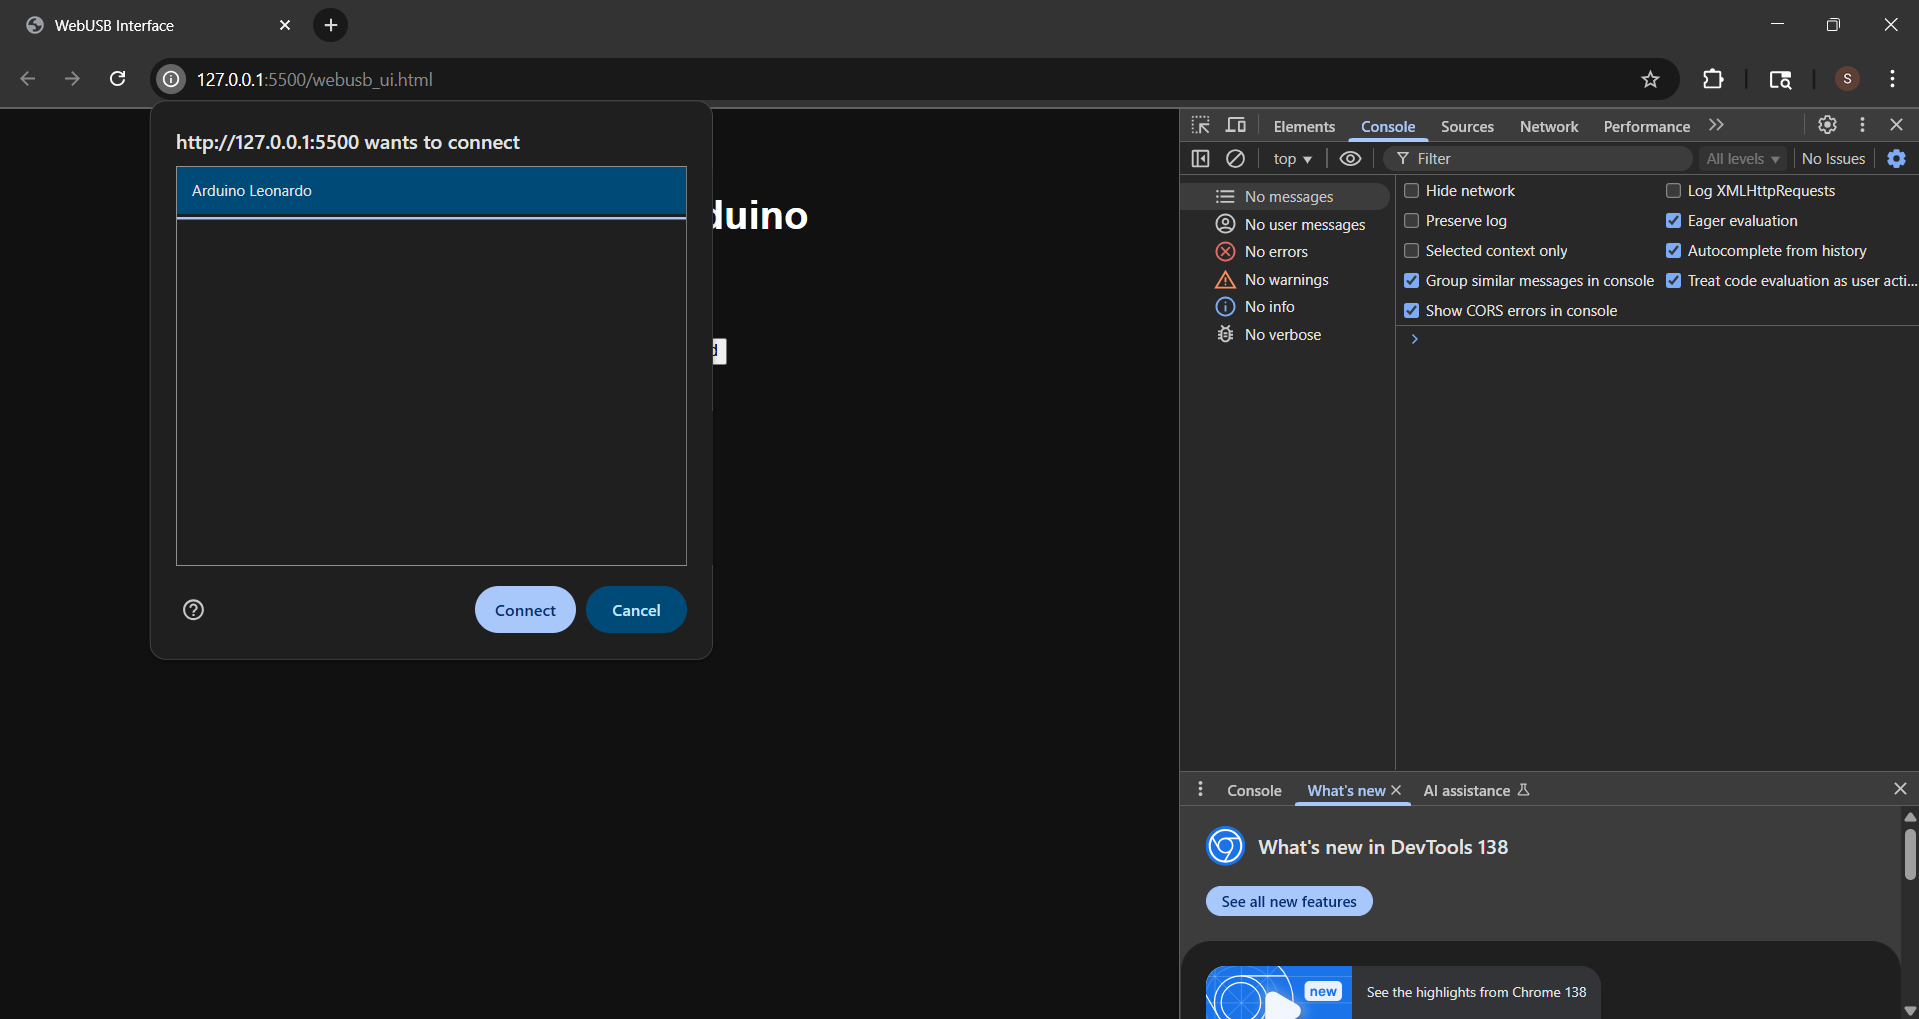 WebUSB Interface
127.0.0.1:5500/webusb_ui.html
S
http://127.0.0.1:5500 wants to connect
Arduino Leonardo
Connect
Cancel
duino
d
Elements
Console
Sources
Network
Performance
top
Filter
All levels
No Issues
No messages
No user messages
No errors
No warnings
No info
No verbose
Hide network
Log XMLHttpRequests
Preserve log
Eager evaluation
Selected context only
Autocomplete from history
Group similar messages in console
Treat code evaluation as user acti...
Show CORS errors in console
Console
What's new
AI assistance
What's new in DevTools 138
See all new features
new
See the highlights from Chrome 138